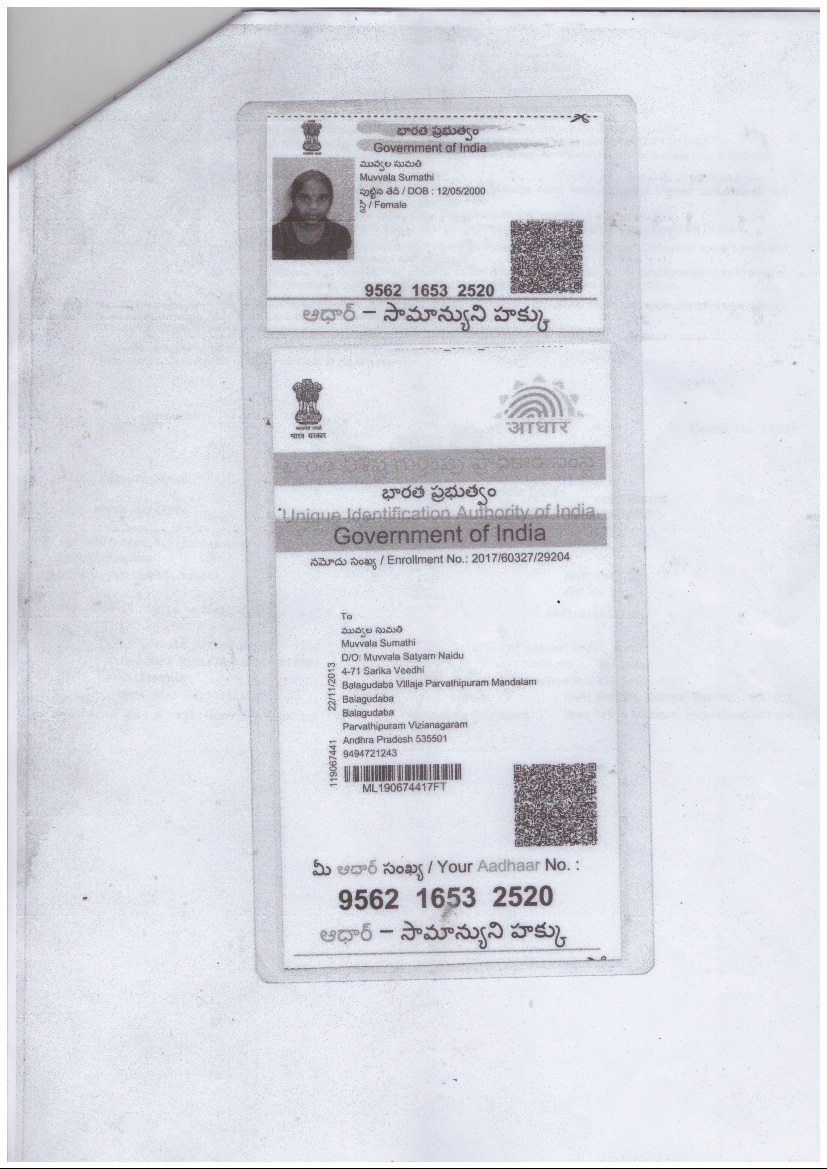 భారత ప్రభుత్వం
Government of India
మువ్వల సుమతి
Muvvala Sumathi
పుట్టిన తేదీ / DOB : 12/05/2000
స్త్రీ / Female
9562 1653 2520
ఆధార్ – సామాన్యుని హక్కు
भारत सरकार
आधार
భారత ప్రభుత్వం
Unique Identification Authority of India
Government of India
నమోదు సంఖ్య / Enrollment No.: 2017/60327/29204
To
మువ్వల సుమతి
Muvvala Sumathi
D/O: Muvvala Satyam Naidu
4-71 Sarika Veedhi
Balagudaba Villaje Parvathipuram Mandalam
Balagudaba
Balagudaba
Parvathipuram Vizianagaram
Andhra Pradesh 535501
9494721243
22/11/2013
119067441
ML190674417FT
మీ ఆధార్ సంఖ్య / Your Aadhaar No. :
9562 1653 2520
ఆధార్ – సామాన్యుని హక్కు